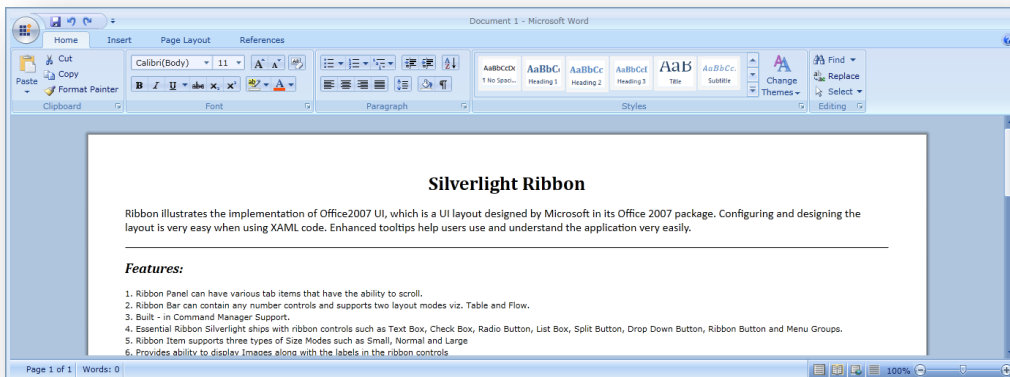 Document 1 - Microsoft Word
Home Insert Page Layout References
Paste
Cut
Copy
Format Painter
Clipboard
Calibri(Body) 11 A A
B I U abc x, x² ab A
Font
Paragraph
AaBbCcDc AaBbC AaBbCc AaBbCcI AaB AaBbCc.
1 No Spac... Heading 1 Heading 2 Heading 3 Title Subtitle
Styles
Change
Themes
Find
Replace
Select
Editing
Silverlight Ribbon
Ribbon illustrates the implementation of Office2007 UI, which is a UI layout designed by Microsoft in its Office 2007 package. Configuring and designing the
layout is very easy when using XAML code. Enhanced tooltips help users use and understand the application very easily.
Features:
1. Ribbon Panel can have various tab items that have the ability to scroll.
2. Ribbon Bar can contain any number controls and supports two layout modes viz. Table and Flow.
3. Built - in Command Manager Support.
4. Essential Ribbon Silverlight ships with ribbon controls such as Text Box, Check Box, Radio Button, List Box, Split Button, Drop Down Button, Ribbon Button and Menu Groups.
5. Ribbon Item supports three types of Size Modes such as Small, Normal and Large
6. Provides ability to display Images along with the labels in the ribbon controls
Page 1 of 1 Words: 0 100%